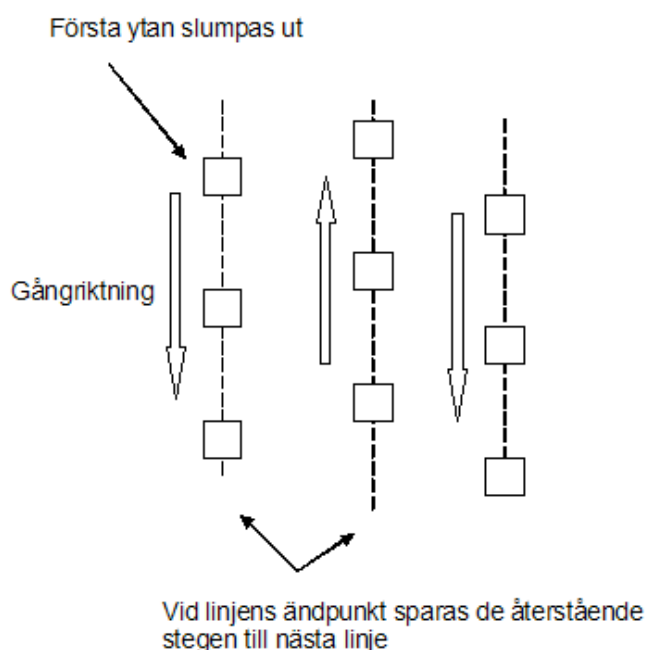 Första ytan slumpas ut
Gångriktning
Vid linjens ändpunkt sparas de återstående
stegen till nästa linje